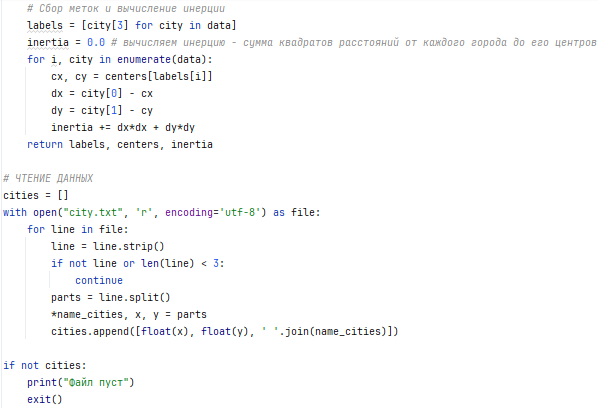 # Сбор меток и вычисление инерции
labels = [city[3] for city in data]
inertia = 0.0 # вычисляем инерцию - сумма квадратов расстояний от каждого города до его центров
for i, city in enumerate(data):
cx, cy = centers[labels[i]]
dx = city[0] - cx
dy = city[1] - cy
inertia += dx*dx + dy*dy
return labels, centers, inertia
# ЧТЕНИЕ ДАННЫХ
cities = []
with open("city.txt", 'r', encoding='utf-8') as file:
for line in file:
line = line.strip()
if not line or len(line) < 3:
continue
parts = line.split()
*name_cities, x, y = parts
cities.append([float(x), float(y), ' '.join(name_cities)])
if not cities:
print("Файл пуст")
exit()